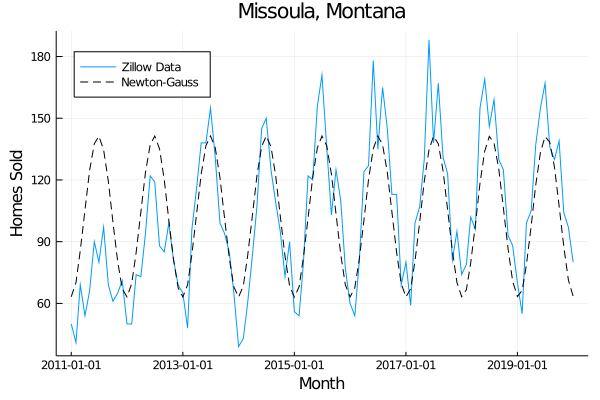 Missoula, Montana
Zillow Data
Newton-Gauss
Homes Sold
180
150
120
90
60
2011-01-01 2013-01-01 2015-01-01 2017-01-01 2019-01-01
Month